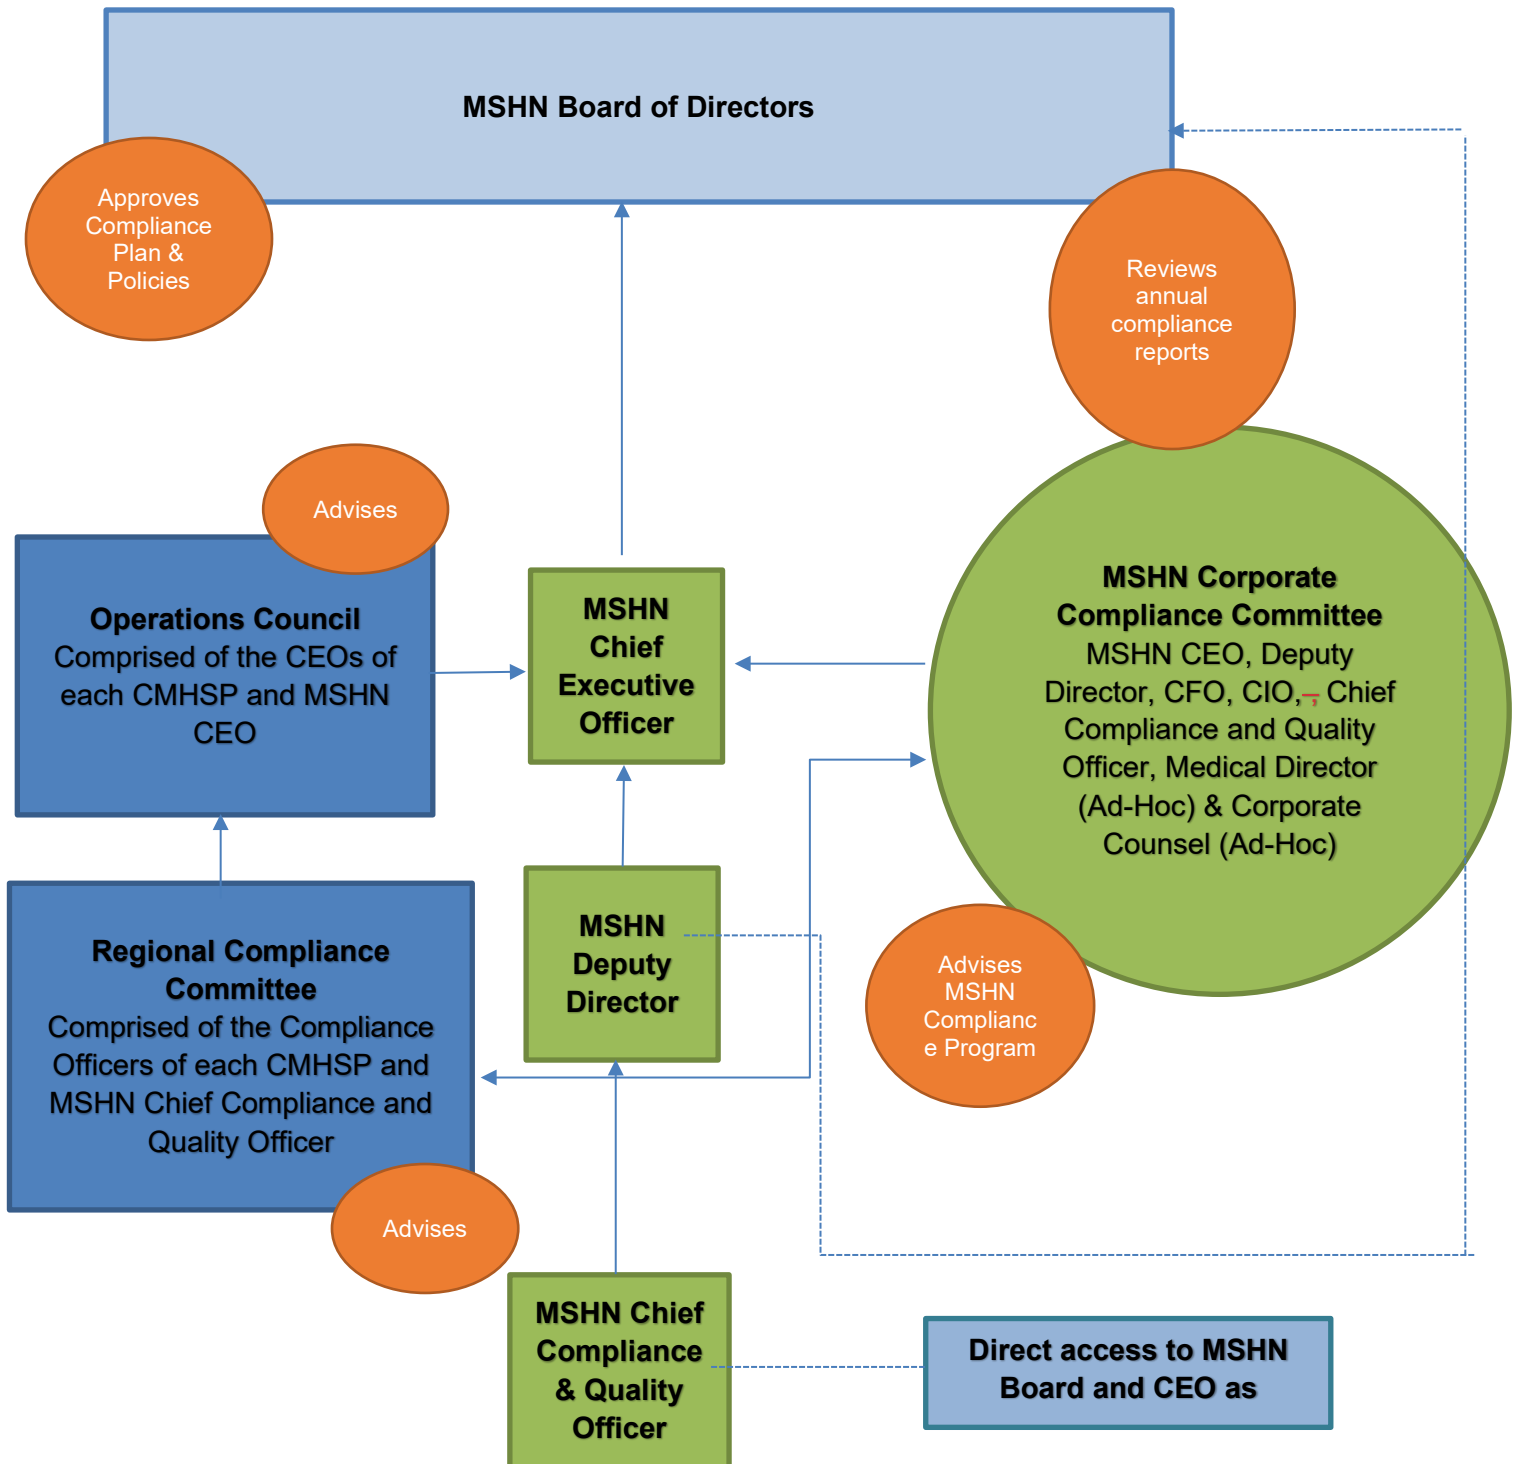 MSHN Board of Directors
Approves
Compliance
Plan &
Policies
Reviews
annual
compliance
reports
Advises
Operations Council
Comprised of the CEOs of
each CMHSP and MSHN
CEO
MSHN
Chief
Executive
Officer
MSHN Corporate
Compliance Committee
MSHN CEO, Deputy
Director, CFO, CIO,-, Chief
Compliance and Quality
Officer, Medical Director
(Ad-Hoc) & Corporate
Counsel (Ad-Hoc)
Regional Compliance
Committee
Comprised of the Compliance
Officers of each CMHSP and
MSHN Chief Compliance and
Quality Officer
MSHN
Deputy
Director
Advises
MSHN
Complianc
e Program
Advises
MSHN Chief
Compliance
& Quality
Officer
Direct access to MSHN
Board and CEO as